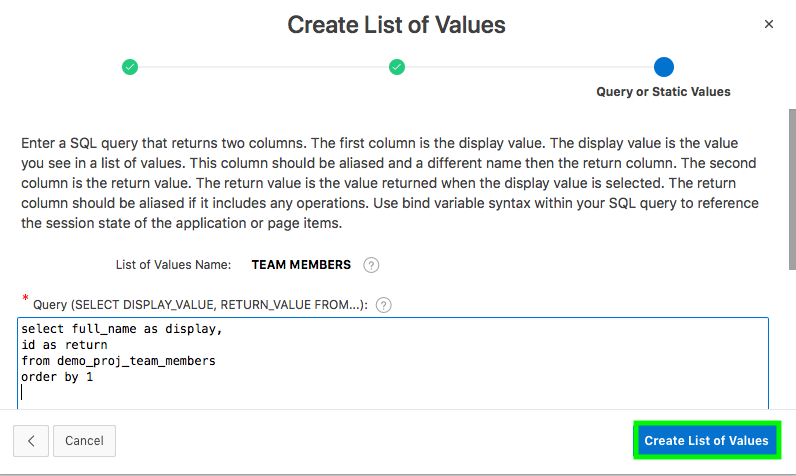 Create List of Values
×
Query or Static Values
Enter a SQL query that returns two columns. The first column is the display value. The display value is the value
you see in a list of values. This column should be aliased and a different name then the return column. The second
column is the return value. The return value is the value returned when the display value is selected. The return
column should be aliased if it includes any operations. Use bind variable syntax within your SQL query to reference
the session state of the application or page items.
List of Values Name: TEAM MEMBERS ?
* Query (SELECT DISPLAY_VALUE, RETURN_VALUE FROM...): ?
select full_name as display,
id as return
from demo_proj_team_members
order by 1
< Cancel Create List of Values